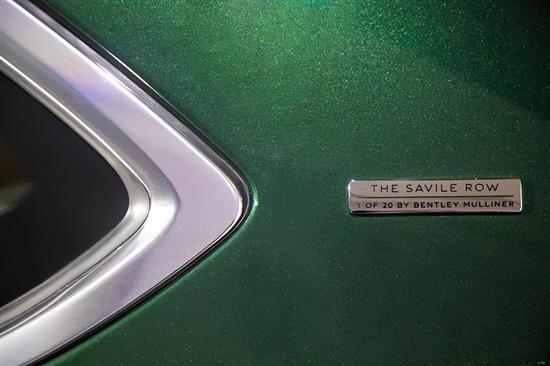 THE SAVILE ROW
1 OF 20 BY BENTLEY MULLINER